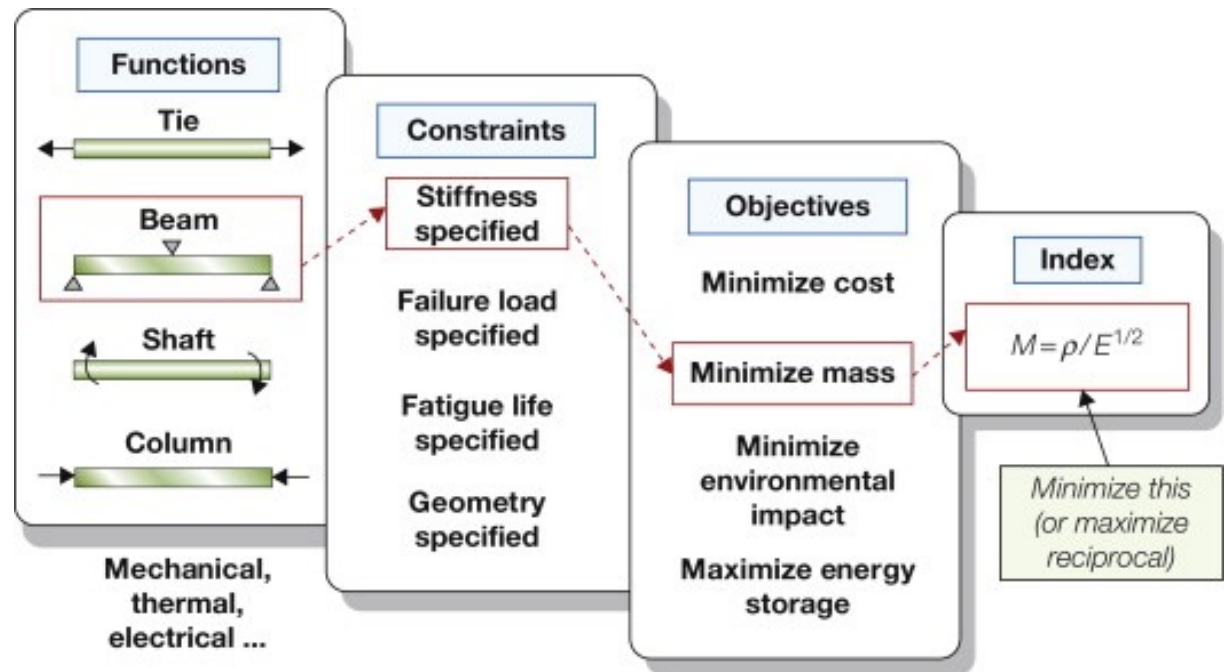 Functions
Tie
Beam
Shaft
Column
Mechanical,
thermal,
electrical ...
Constraints
Stiffness
specified
Failure load
specified
Fatigue life
specified
Geometry
specified
Objectives
Minimize cost
Minimize mass
Minimize
environmental
impact
Maximize energy
storage
Index
M = ρ / E^1/2
Minimize this
(or maximize
reciprocal)